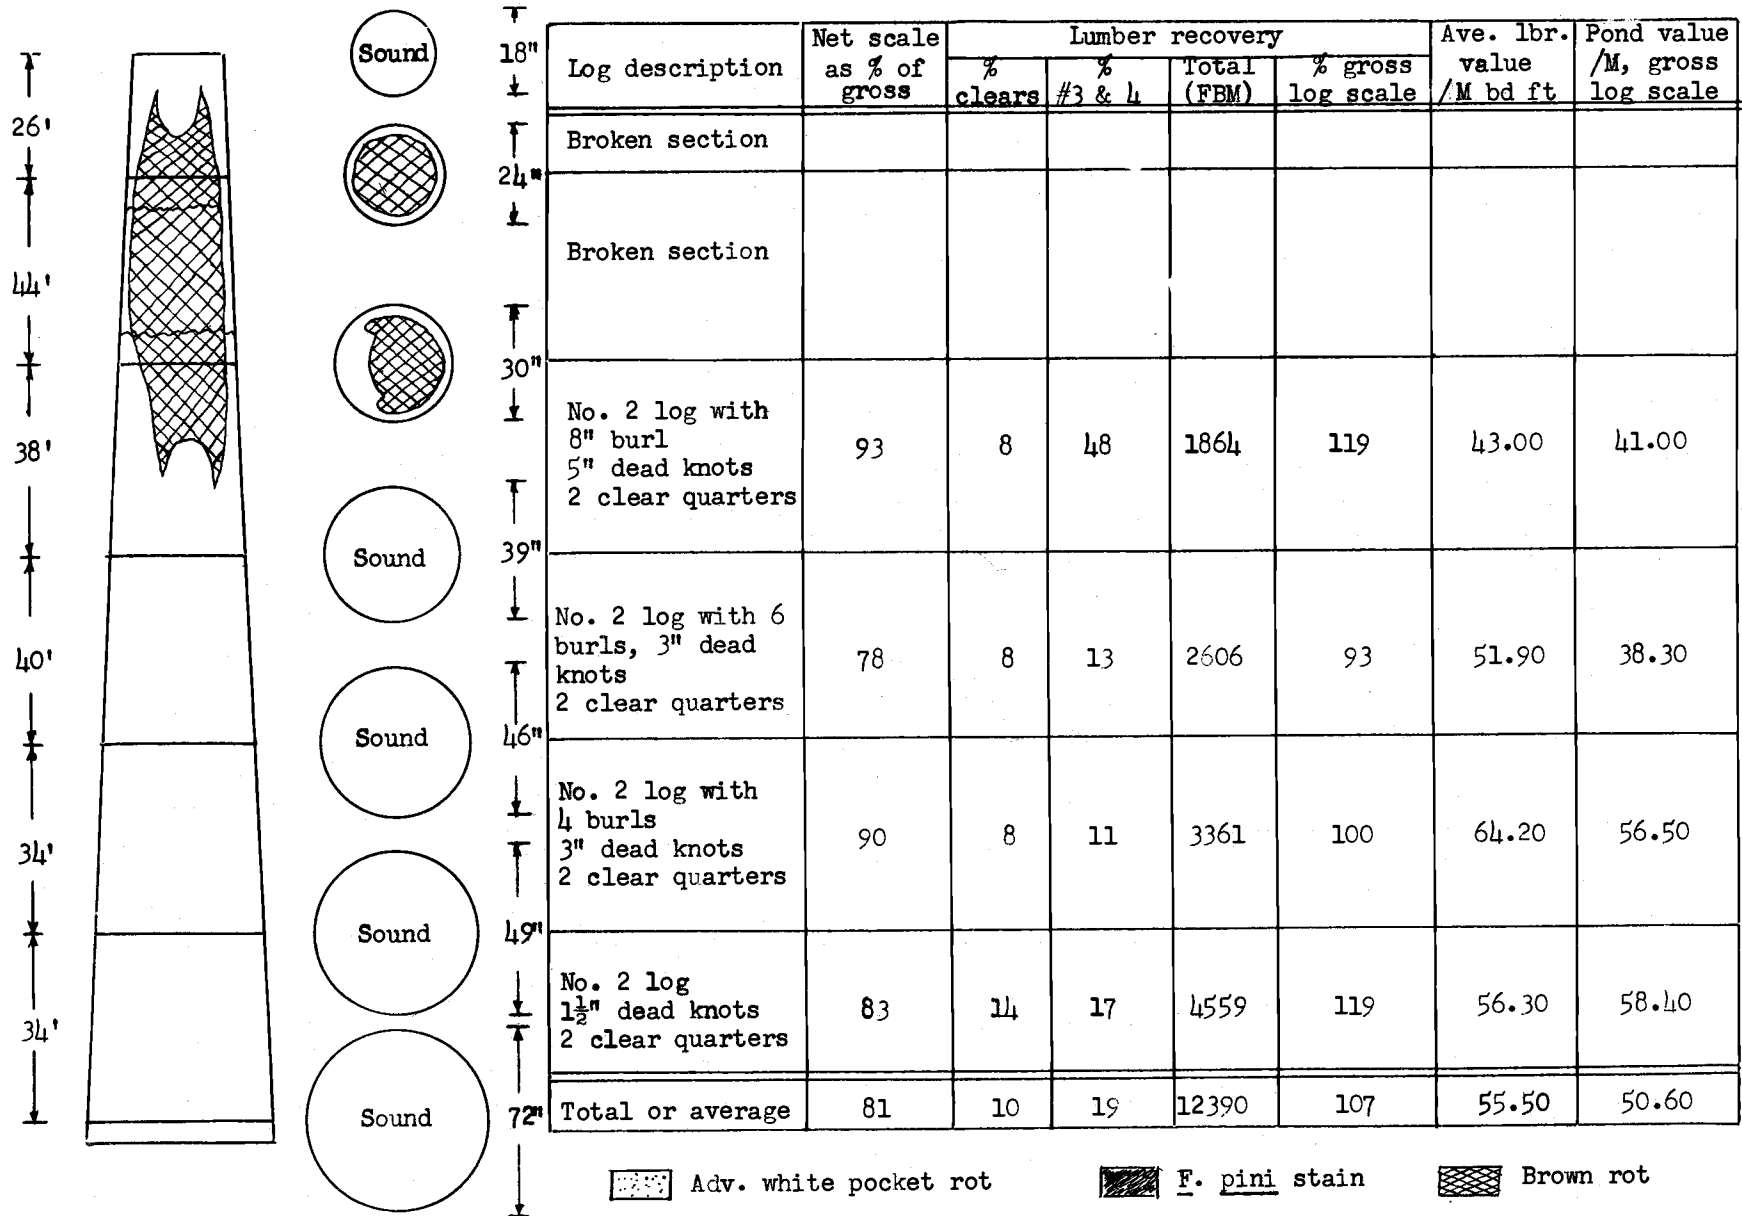 Log description
Net scale
as % of
gross
Lumber recovery
%
clears
%
#3 & 4
Total
(FBM)
% gross
log scale
Ave. lbr.
value
/M bd ft
Pond value
/M, gross
log scale
26'
44'
38'
40'
34'
34'
Sound
18"
24"
30"
Sound
39"
Sound
46"
Sound
49"
Sound
72"
Broken section
Broken section
No. 2 log with
8" burl
5" dead knots
2 clear quarters
93 8 48 1864 119 43.00 41.00
No. 2 log with 6
burls, 3" dead
knots
2 clear quarters
78 8 13 2606 93 51.90 38.30
No. 2 log with
4 burls
3" dead knots
2 clear quarters
90 8 11 3361 100 64.20 56.50
No. 2 log
1½" dead knots
2 clear quarters
83 14 17 4559 119 56.30 58.40
Total or average 81 10 19 12390 107 55.50 50.60
Adv. white pocket rot
F. pini stain
Brown rot